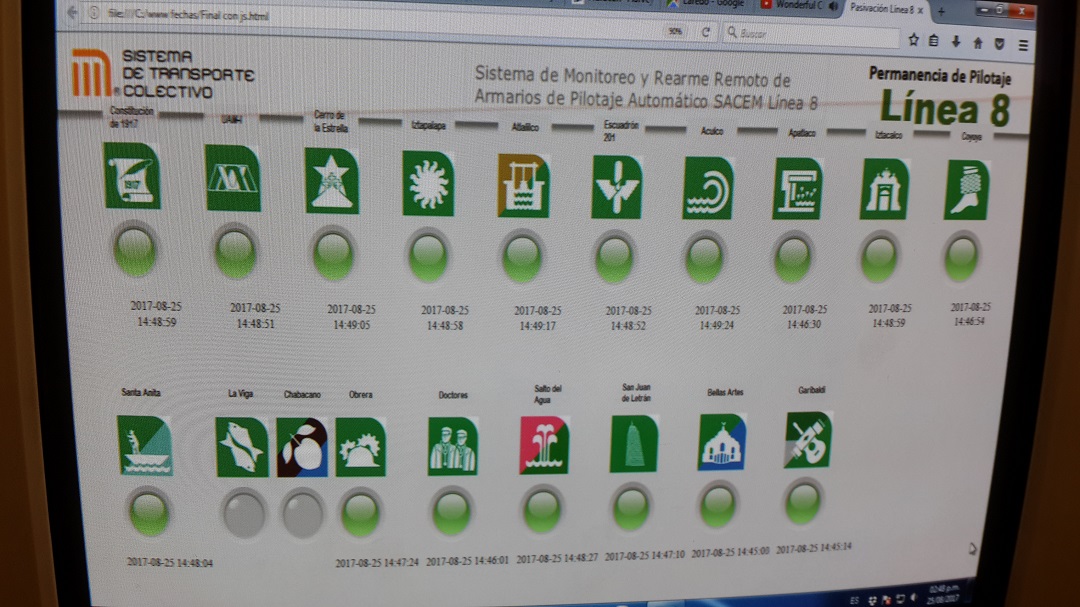 file:///C:/www/fechas/Final con js.html
90%
Buscar
Laredo - Google
Wonderful C
Pasivación Línea 8
SISTEMA
DE TRANSPORTE
COLECTIVO
Sistema de Monitoreo y Rearme Remoto de
Armarios de Pilotaje Automático SACEM Línea 8
Permanencia de Pilotaje
Línea 8
Constitución
de 1917
UAM-I
Cerro de
la Estrella
Iztapalapa
Atlalilco
Escuadrón
201
Aculco
Apatlaco
Iztacalco
Coyuya
1917
2017-08-25
14:48:59
2017-08-25
14:48:51
2017-08-25
14:49:05
2017-08-25
14:48:58
2017-08-25
14:49:17
2017-08-25
14:48:52
2017-08-25
14:49:24
2017-08-25
14:46:30
2017-08-25
14:48:59
2017-08-25
14:46:54
Santa Anita
La Viga
Chabacano
Obrera
Doctores
Salto del
Agua
San Juan
de Letrán
Bellas Artes
Garibaldi
2017-08-25 14:48:04
2017-08-25 14:47:24
2017-08-25 14:46:01
2017-08-25 14:48:27
2017-08-25 14:47:10
2017-08-25 14:45:00
2017-08-25 14:45:14
ES
02:48 p.m.
25/08/2017